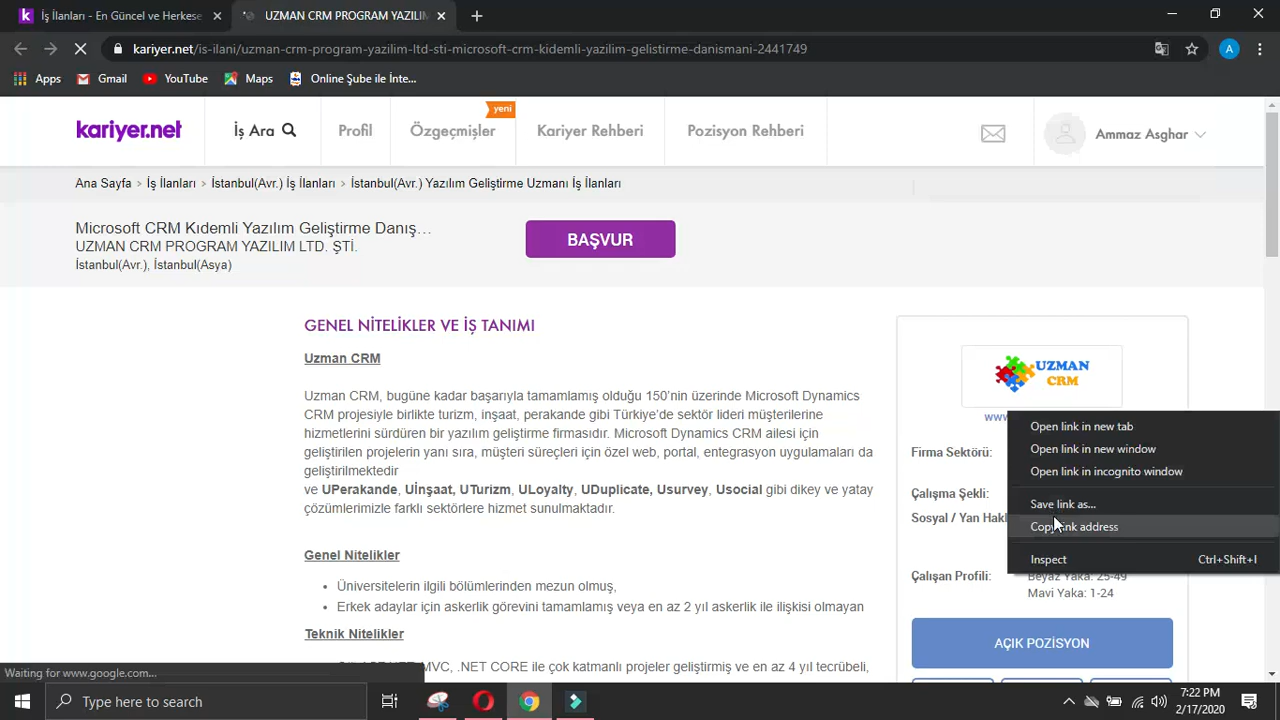 İş İlanları - En Güncel ve Herkese
UZMAN CRM PROGRAM YAZILIN
kariyer.net/is-ilani/uzman-crm-program-yazilim-ltd-sti-microsoft-crm-kidemli-yazilim-gelistirme-danismani-2441749
A
Apps
Gmail
YouTube
Maps
Online Şube ile İnte...
kariyer.net
İş Ara
Profil
yeni
Özgeçmişler
Kariyer Rehberi
Pozisyon Rehberi
Ammaz Asghar
Ana Sayfa > İş İlanları > İstanbul(Avr.) İş İlanları > İstanbul(Avr.) Yazılım Geliştirme Uzmanı İş İlanları
Microsoft CRM Kıdemli Yazılım Geliştirme Danış…
UZMAN CRM PROGRAM YAZILIM LTD. ŞTİ.
İstanbul(Avr.), İstanbul(Asya)
BAŞVUR
GENEL NİTELİKLER VE İŞ TANIMI
Uzman CRM
Uzman CRM, bugüne kadar başarıyla tamamlamış olduğu 150'nin üzerinde Microsoft Dynamics
CRM projesiyle birlikte turizm, inşaat, perakande gibi Türkiye'de sektör lideri müşterilerine
hizmetlerini sürdüren bir yazılım geliştirme firmasıdır. Microsoft Dynamics CRM ailesi için
geliştirilen projelerin yanı sıra, müşteri süreçleri için özel web, portal, entegrasyon uygulamaları da
geliştirilmektedir
ve UPerakande, Uİnşaat, UTurizm, ULoyalty, UDuplicate, Usurvey, Usocial gibi dikey ve yatay
çözümlerimizle farklı sektörlere hizmet sunulmaktadır.
Genel Nitelikler
• Üniversitelerin ilgili bölümlerinden mezun olmuş,
• Erkek adaylar için askerlik görevini tamamlamış veya en az 2 yıl askerlik ile ilişkisi olmayan
Teknik Nitelikler
MVC, .NET CORE ile çok katmanlı projeler geliştirmiş ve en az 4 yıl tecrübeli,
UZMAN
CRM
www
Firma Sektörü:
Çalışma Şekli:
Sosyal / Yan Hakl
Çalışan Profili:
Beyaz Yaka: 25-49
Mavi Yaka: 1-24
AÇIK POZİSYON
Open link in new tab
Open link in new window
Open link in incognito window
Save link as...
Copy link address
Inspect Ctrl+Shift+I
Waiting for www.google.com...
Type here to search
7:22 PM
2/17/2020